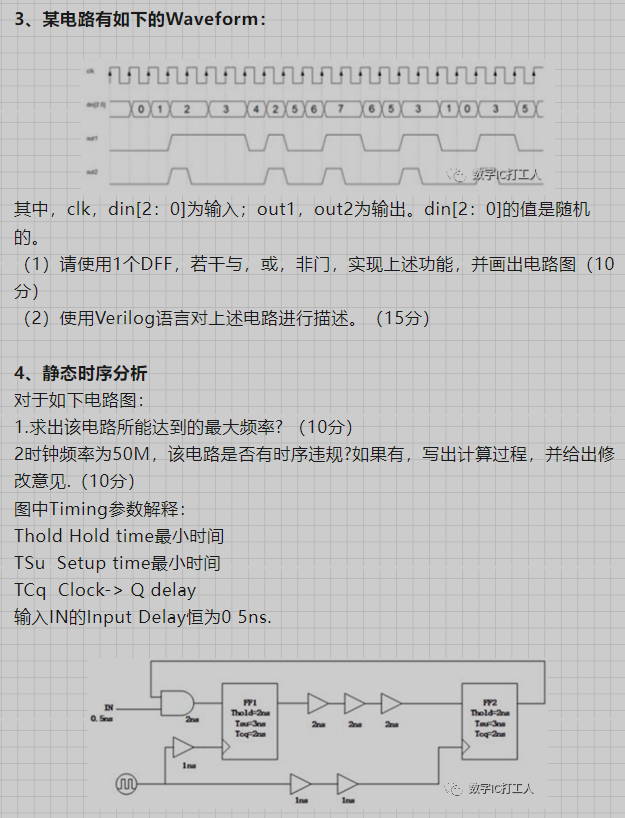 3、某电路有如下的Waveform：
clk
din[2:0] 0 1 2 3 4 2 5 6 7 6 5 3 1 0 3 5
out1
out2
数字IC打工人
其中，clk，din[2：0]为输入；out1，out2为输出。din[2：0]的值是随机
的。
（1）请使用1个DFF，若干与，或，非门，实现上述功能，并画出电路图（10
分）
（2）使用Verilog语言对上述电路进行描述。（15分）
4、静态时序分析
对于如下电路图：
1.求出该电路所能达到的最大频率？（10分）
2时钟频率为50M，该电路是否有时序违规?如果有，写出计算过程，并给出修
改意见.（10分）
图中Timing参数解释：
Thold Hold time最小时间
TSu Setup time最小时间
TCq Clock-> Q delay
输入IN的Input Delay恒为0 5ns.
IN
0.5ns
2ns
FF1
Thold=2ns
Tsu=3ns
Tcq=2ns
2ns 2ns 2ns
FF2
Thold=2ns
Tsu=3ns
Tcq=2ns
1ns
1ns 1ns
数字IC打工人